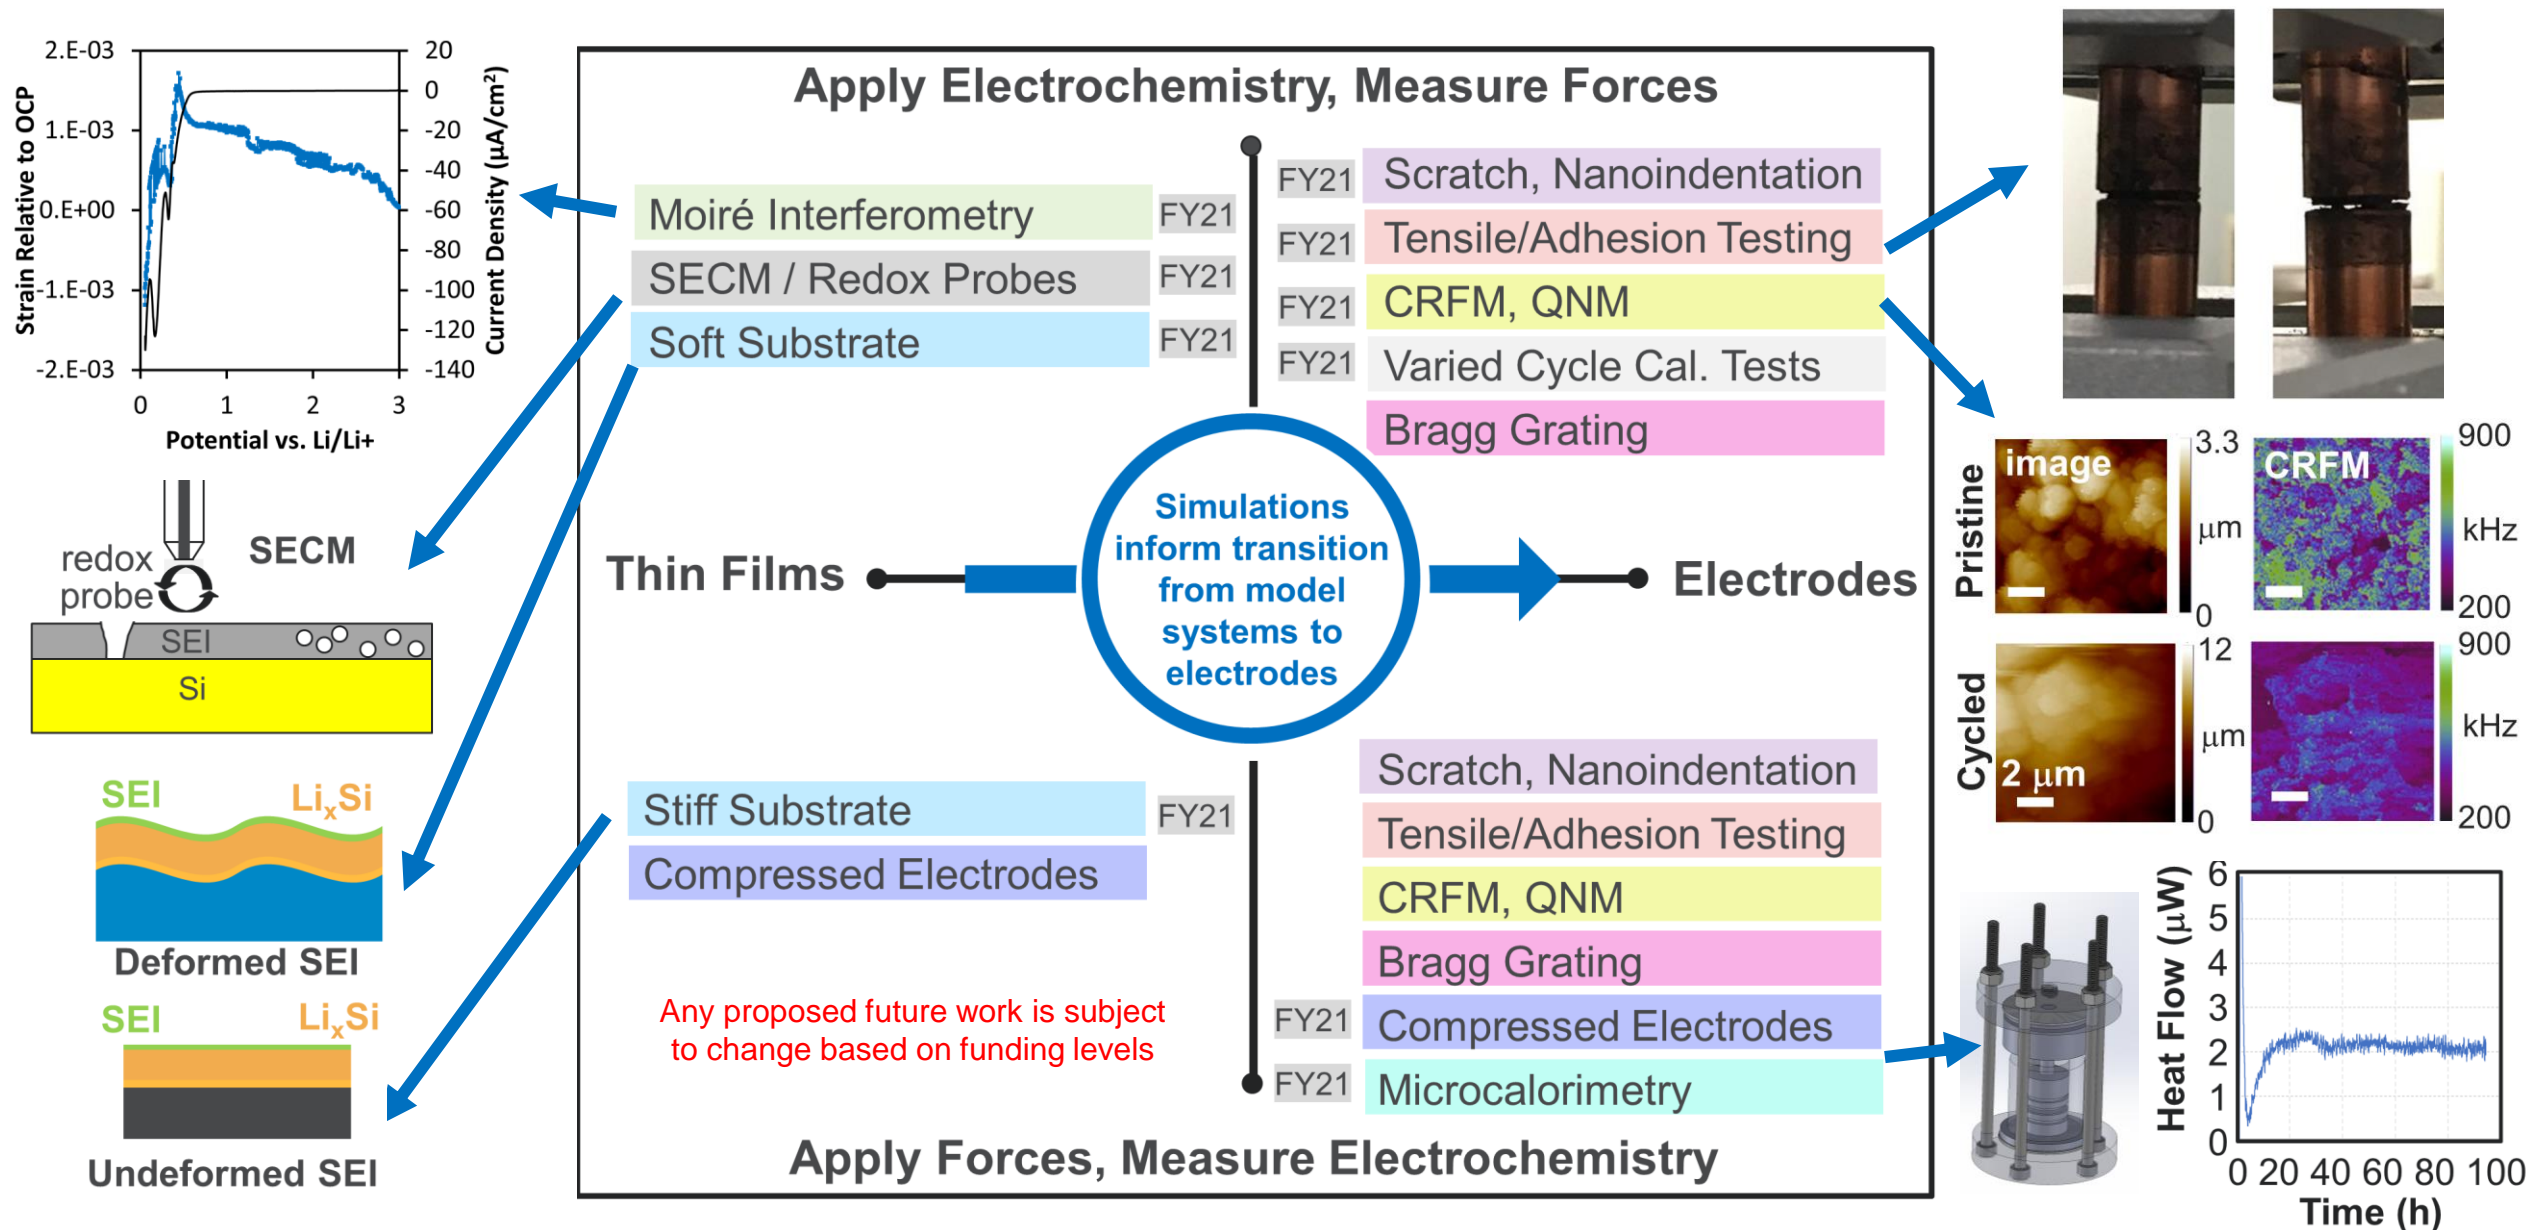 Apply Electrochemistry, Measure Forces
2.E-03
1.E-03
0.E+00
-1.E-03
-2.E-03
Strain Relative to OCP
20
0
-20
-40
-60
-80
-100
-120
-140
Current Density (µA/cm²)
0 1 2 3
Potential vs. Li/Li+
Moiré Interferometry FY21
SECM / Redox Probes FY21
Soft Substrate FY21
FY21 Scratch, Nanoindentation
FY21 Tensile/Adhesion Testing
FY21 CRFM, QNM
FY21 Varied Cycle Cal. Tests
Bragg Grating
redox
probe
SECM
SEI
Si
Thin Films
Simulations
inform transition
from model
systems to
electrodes
Electrodes
SEI LiₓSi
Deformed SEI
SEI LiₓSi
Undeformed SEI
Stiff Substrate FY21
Compressed Electrodes
Any proposed future work is subject
to change based on funding levels
Scratch, Nanoindentation
Tensile/Adhesion Testing
CRFM, QNM
Bragg Grating
FY21 Compressed Electrodes
FY21 Microcalorimetry
Apply Forces, Measure Electrochemistry
Pristine
image
3.3
µm
0
CRFM
900
kHz
200
Cycled
2 µm
12
µm
0
900
kHz
200
Heat Flow (µW)
6
5
4
3
2
1
0
0 20 40 60 80 100
Time (h)